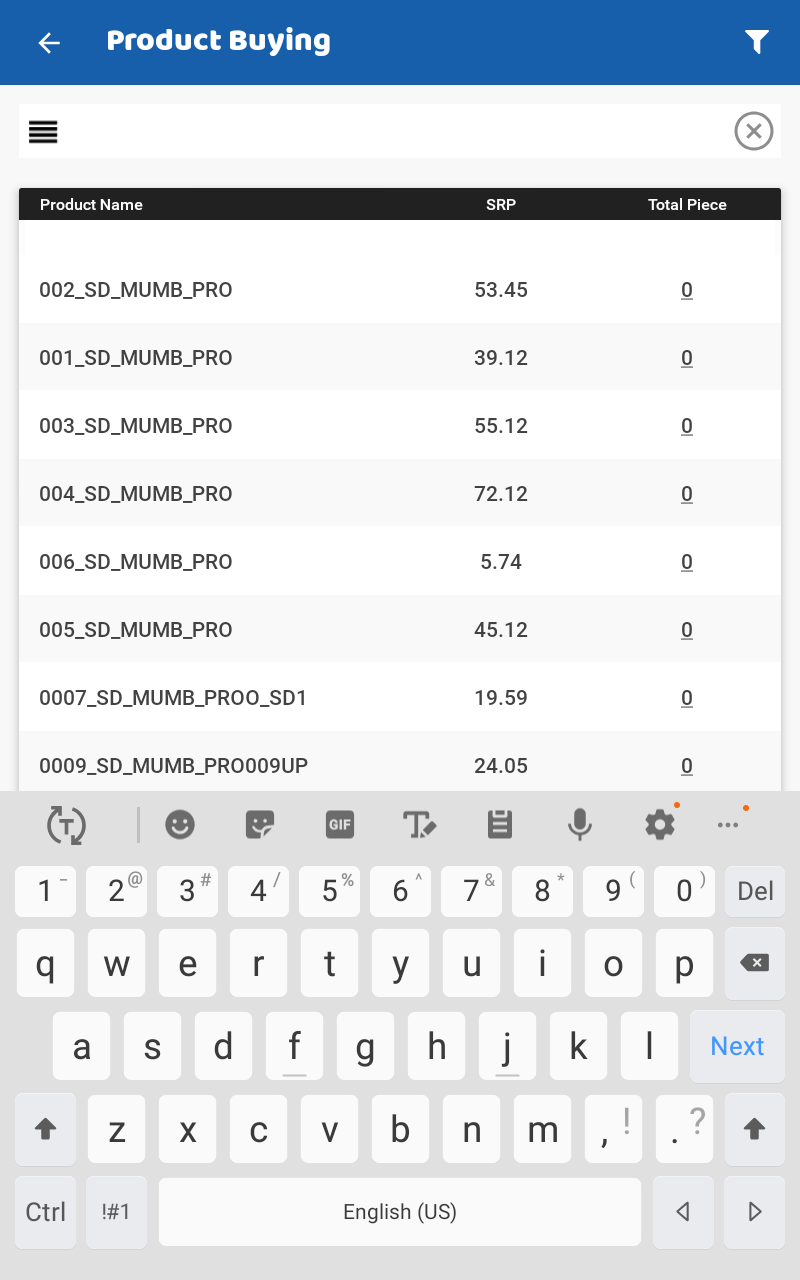 Product Buying
Product Name SRP Total Piece
002_SD_MUMB_PRO 53.45 0
001_SD_MUMB_PRO 39.12 0
003_SD_MUMB_PRO 55.12 0
004_SD_MUMB_PRO 72.12 0
006_SD_MUMB_PRO 5.74 0
005_SD_MUMB_PRO 45.12 0
0007_SD_MUMB_PROO_SD1 19.59 0
0009_SD_MUMB_PRO009UP 24.05 0
T GIF T ...
1 - 2 @ 3 # 4 / 5 % 6 ^ 7 & 8 * 9 ( 0 ) Del
q w e r t y u i o p
a s d f g h j k l Next
z x c v b n m , ! . ?
Ctrl !#1 English (US)